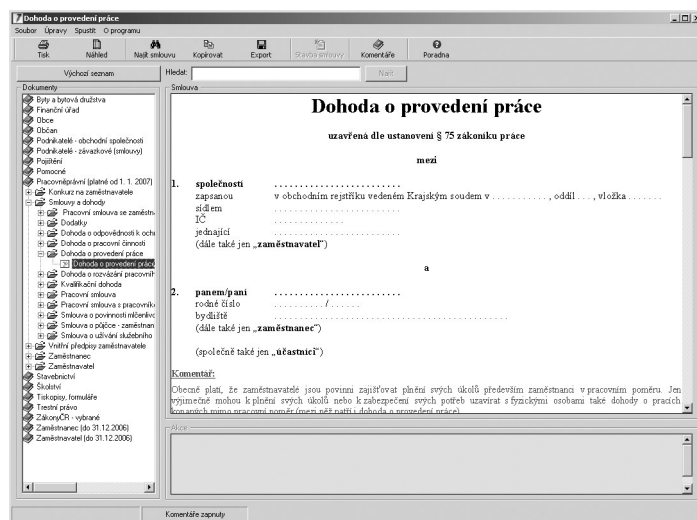 Dohoda o provedení práce
Soubor Úpravy Spustit O programu
Tisk Náhled Najít smlouvu Kopírovat Export Stavba smlouvy Komentáře Poradna
Výchozí seznam Hledat: Najít
Dokumenty
Byty a bytová družstva
Finanční úřad
Obce
Občan
Podnikatelé - obchodní společnosti
Podnikatelé - závazkové (smlouvy)
Pojištění
Pomocné
Pracovněprávní (platné od 1. 1. 2007)
Konkurz na zaměstnavatele
Smlouvy a dohody
Pracovní smlouva se zaměstn
Dodatky
Dohoda o odpovědnosti k ochr
Dohoda o pracovní činnosti
Dohoda o provedení práce
Dohoda o provedení práce
Dohoda o rozvázání pracovníh
Kvalifikační dohoda
Pracovní smlouva
Pracovní smlouva s pracovník
Smlouva o povinnosti mlčenlivo
Smlouva o půjčce - zaměstnan
Smlouva o užívání služebního
Vnitřní předpisy zaměstnavatele
Zaměstnanec
Zaměstnavatel
Stavebnictví
Školství
Tiskopisy, formuláře
Trestní právo
ZákonyČR - vybrané
Zaměstnanec (do 31.12.2006)
Zaměstnavatel (do 31.12.2006)
Smlouva
Dohoda o provedení práce
uzavřená dle ustanovení § 75 zákoníku práce
mezi
1. společností . . . . . . . . . . . . . . . . . . . . . . . .
zapsanou v obchodním rejstříku vedeném Krajským soudem v . . . . . . . . . . ., oddíl . . ., vložka . . . . . . .
sídlem . . . . . . . . . . . . . . . . . . . . . . . .
IČ . . . . . . . . . . . . .
jednající . . . . . . . . . . . . . . . . . . . . . . . .
(dále také jen „zaměstnavatel“)
a
2. panem/paní . . . . . . . . . . . . . . . . . . . . . . . .
rodné číslo . . . . . . . . . / . . . . . .
bydliště . . . . . . . . . . . . . . . . . . . . . . . . . . . . . . . . . . . . . . . . . . . . . . . .
(dále také jen „zaměstnanec“)
(společně také jen „účastníci“)
Komentář:
Obecně platí, že zaměstnavatelé jsou povinni zajišťovat plnění svých úkolů především zaměstnanci v pracovním poměru. Jen
výjimečně mohou k plnění svých úkolů nebo k zabezpečení svých potřeb uzavírat s fyzickými osobami také dohody o pracích
konaných mimo pracovní poměr (mezi něž patří i dohoda o provedení práce).
Akce
Komentáře zapnuty